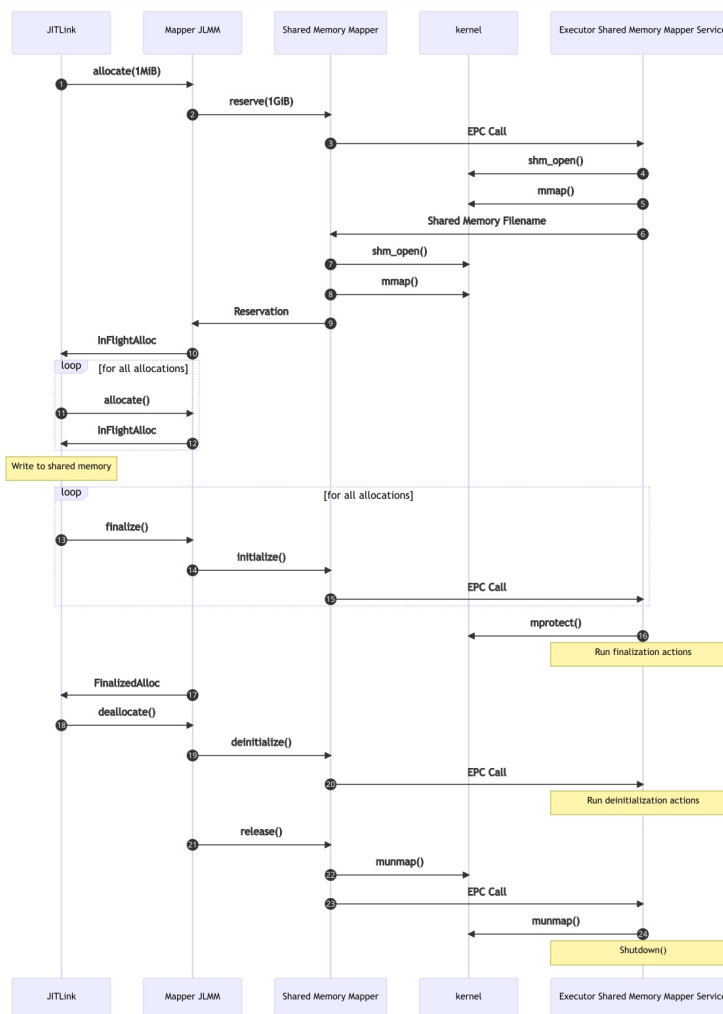 JITLink
Mapper JLMM
Shared Memory Mapper
kernel
Executor Shared Memory Mapper Service
allocate(1MiB)
1
reserve(1GiB)
2
EPC Call
3
shm_open()
4
mmap()
5
Shared Memory Filename
6
shm_open()
7
mmap()
8
Reservation
9
InFlightAlloc
10
loop
[for all allocations]
allocate()
11
InFlightAlloc
12
Write to shared memory
loop
[for all allocations]
finalize()
13
initialize()
14
EPC Call
15
mprotect()
16
Run finalization actions
FinalizedAlloc
17
deallocate()
18
deinitialize()
19
EPC Call
20
Run deinitialization actions
release()
21
munmap()
22
EPC Call
23
munmap()
24
Shutdown()
JITLink
Mapper JLMM
Shared Memory Mapper
kernel
Executor Shared Memory Mapper Service